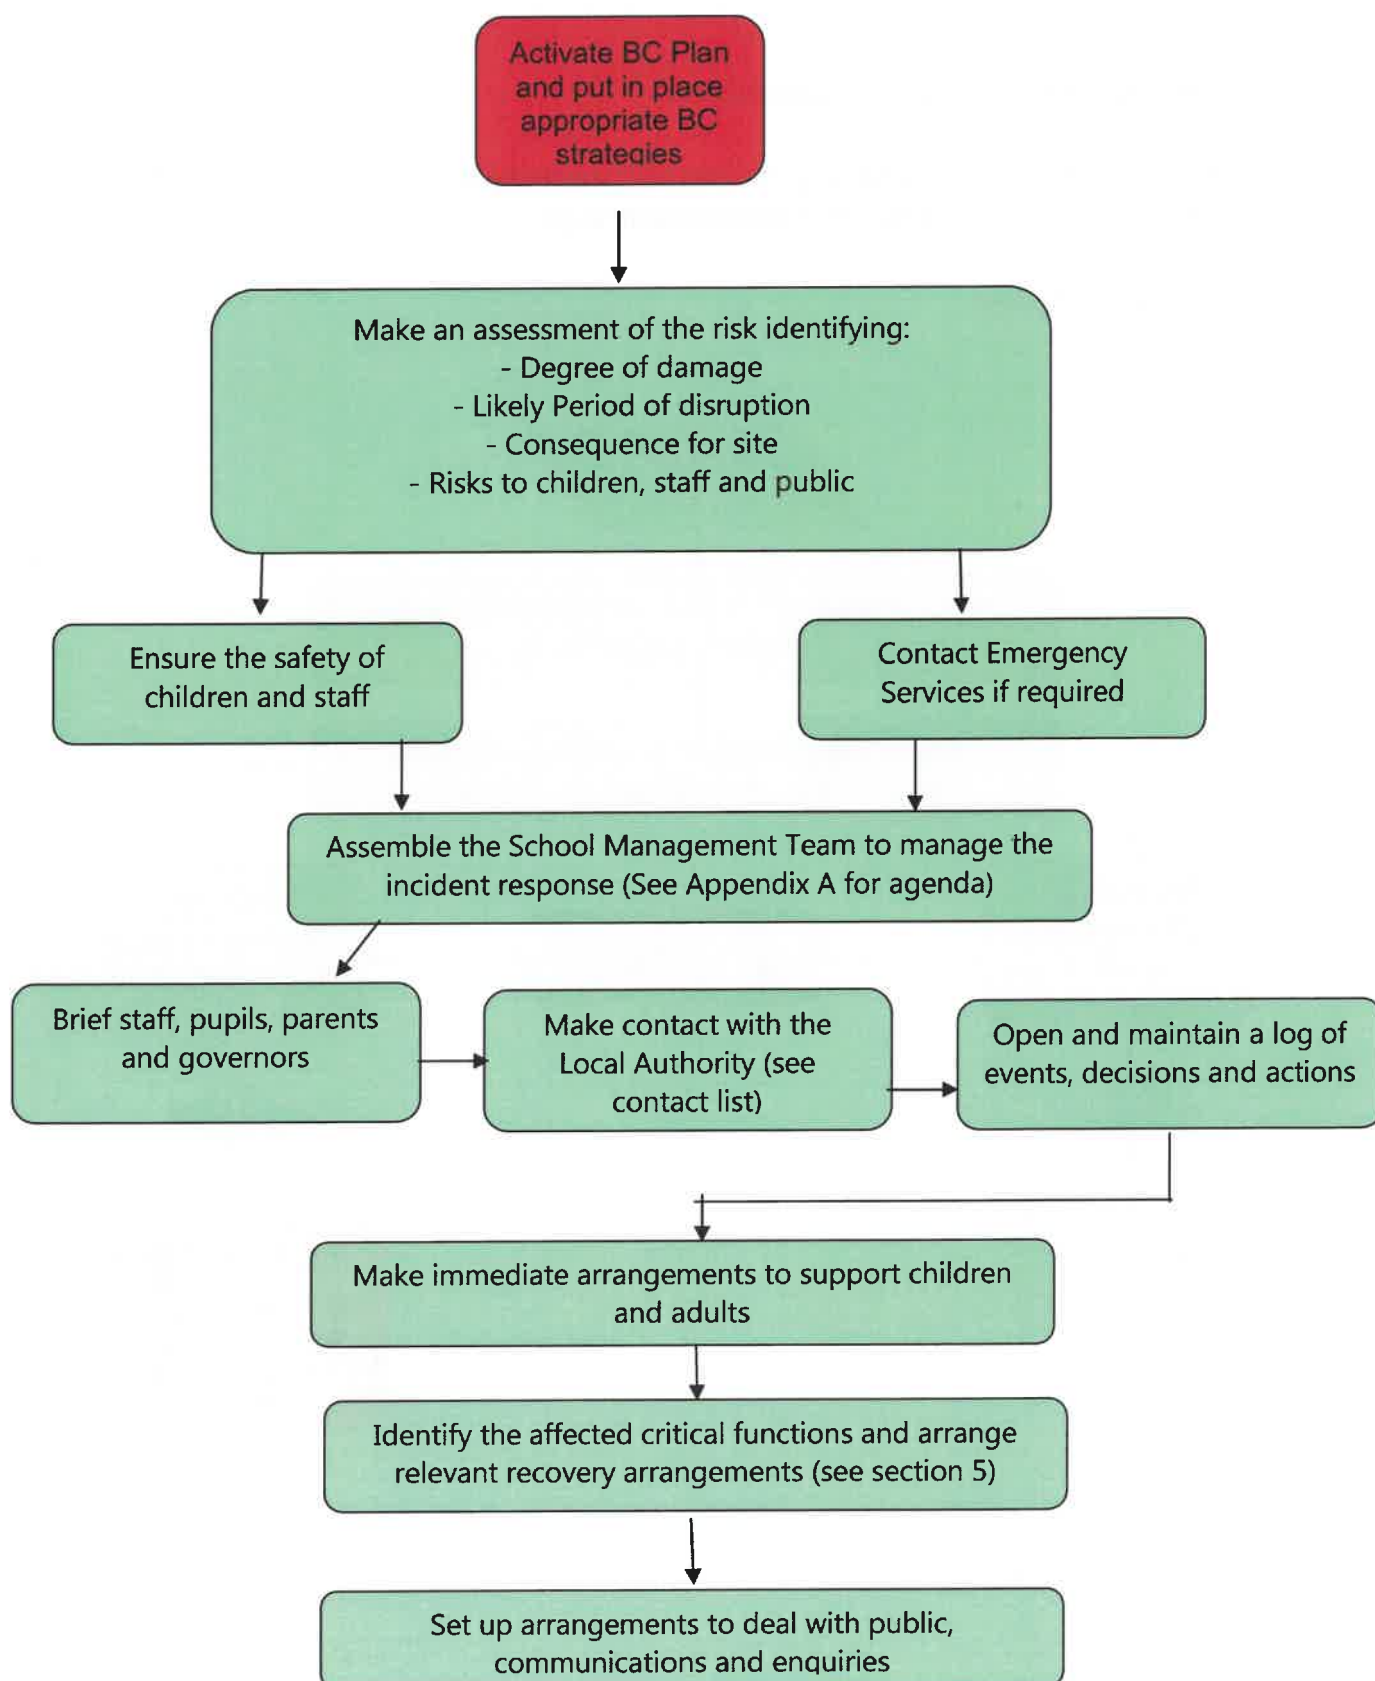 Activate BC Plan
and put in place
appropriate BC
strategies
Make an assessment of the risk identifying:
- Degree of damage
- Likely Period of disruption
- Consequence for site
- Risks to children, staff and public
Ensure the safety of
children and staff
Contact Emergency
Services if required
Assemble the School Management Team to manage the
incident response (See Appendix A for agenda)
Brief staff, pupils, parents
and governors
Make contact with the
Local Authority (see
contact list)
Open and maintain a log of
events, decisions and actions
Make immediate arrangements to support children
and adults
Identify the affected critical functions and arrange
relevant recovery arrangements (see section 5)
Set up arrangements to deal with public,
communications and enquiries